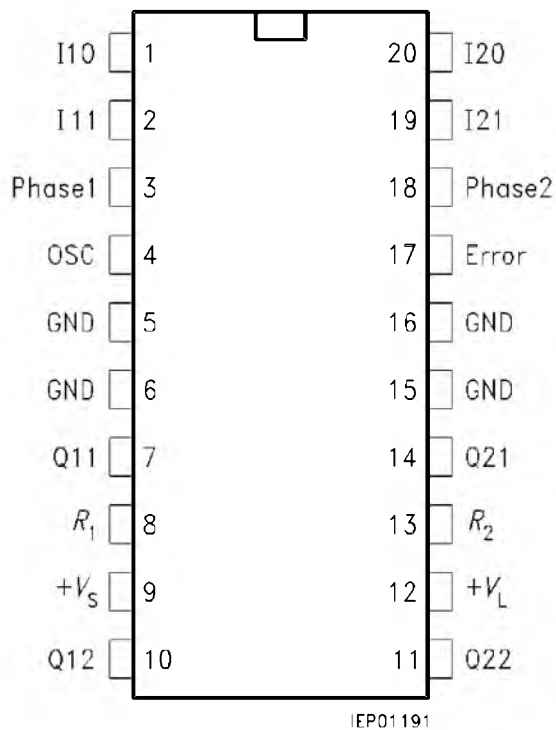 I10 1 20 I20
I11 2 19 I21
Phase1 3 18 Phase2
OSC 4 17 Error
GND 5 16 GND
GND 6 15 GND
Q11 7 14 Q21
R₁ 8 13 R₂
+Vₛ 9 12 +V_L
Q12 10 11 Q22
IEP01191